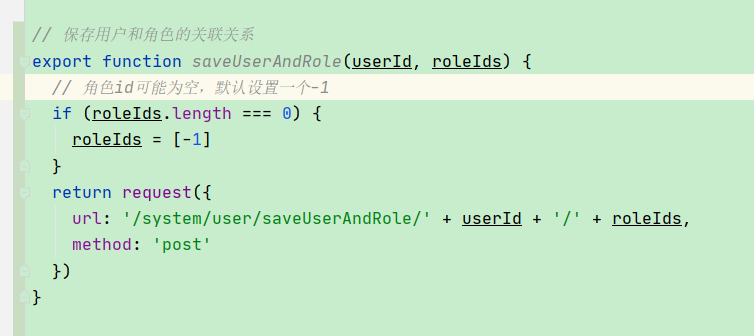 // 保存用户和角色的关联关系
export function saveUserAndRole(userId, roleIds) {
  // 角色id可能为空，默认设置一个-1
  if (roleIds.length === 0) {
    roleIds = [-1]
  }
  return request({
    url: '/system/user/saveUserAndRole/' + userId + '/' + roleIds,
    method: 'post'
  })
}